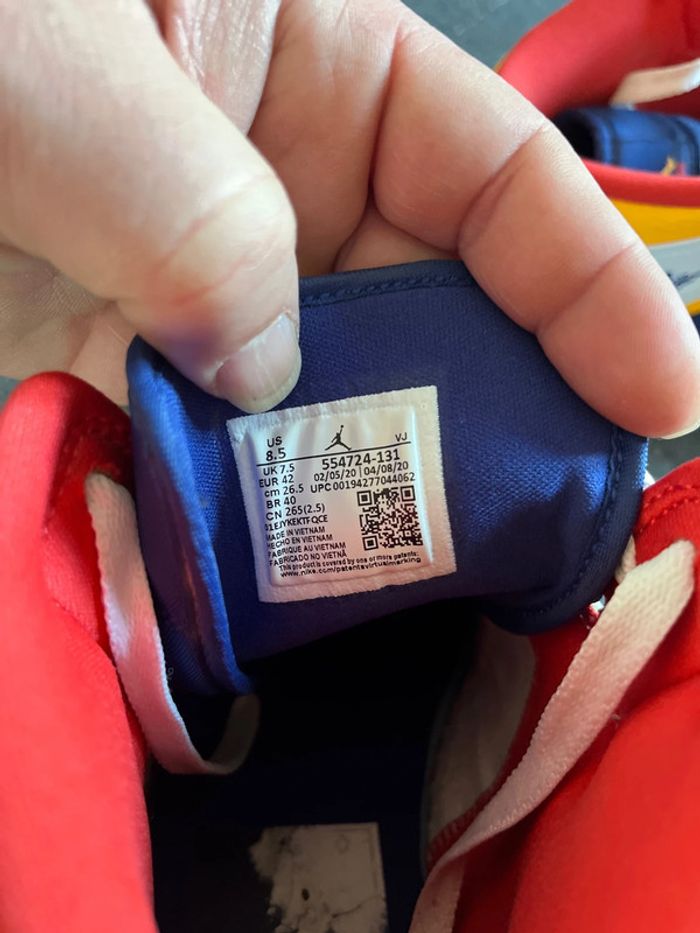 US
8.5
VJ
UK 7.5
554724-131
EUR 42
02/05/20 | 04/08/20
cm 26.5
UPC 00194277044062
BR 40
CN 265(2.5)
MADE IN VIETNAM
HECHO EN VIETNAM
FABRIQUE AU VIETNAM
FABRICADO NO VIETNÃ
This product is covered by one or more patents:
www.nike.com/patentsvirtualmarking